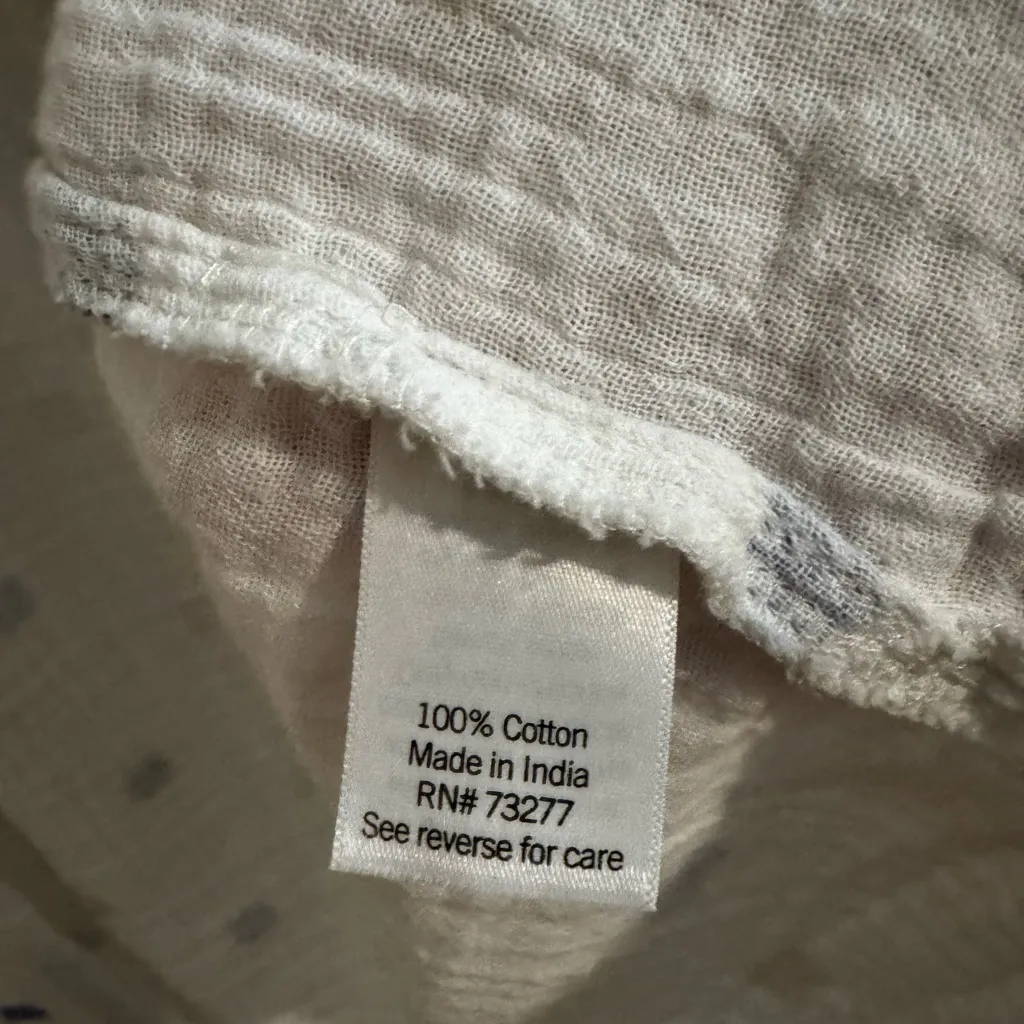 100% Cotton
Made in India
RN# 73277
See reverse for care